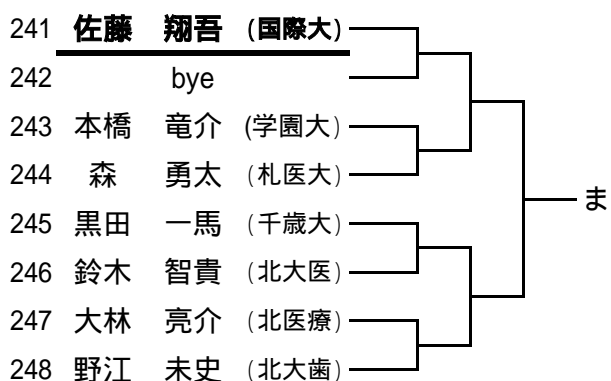 241 佐藤 翔吾 (国際大)
242 bye
243 本橋 竜介 (学園大)
244 森 勇太 (札医大)
245 黒田 一馬 (千歳大)
246 鈴木 智貴 (北大医)
247 大林 亮介 (北医療)
248 野江 未史 (北大歯)
ま